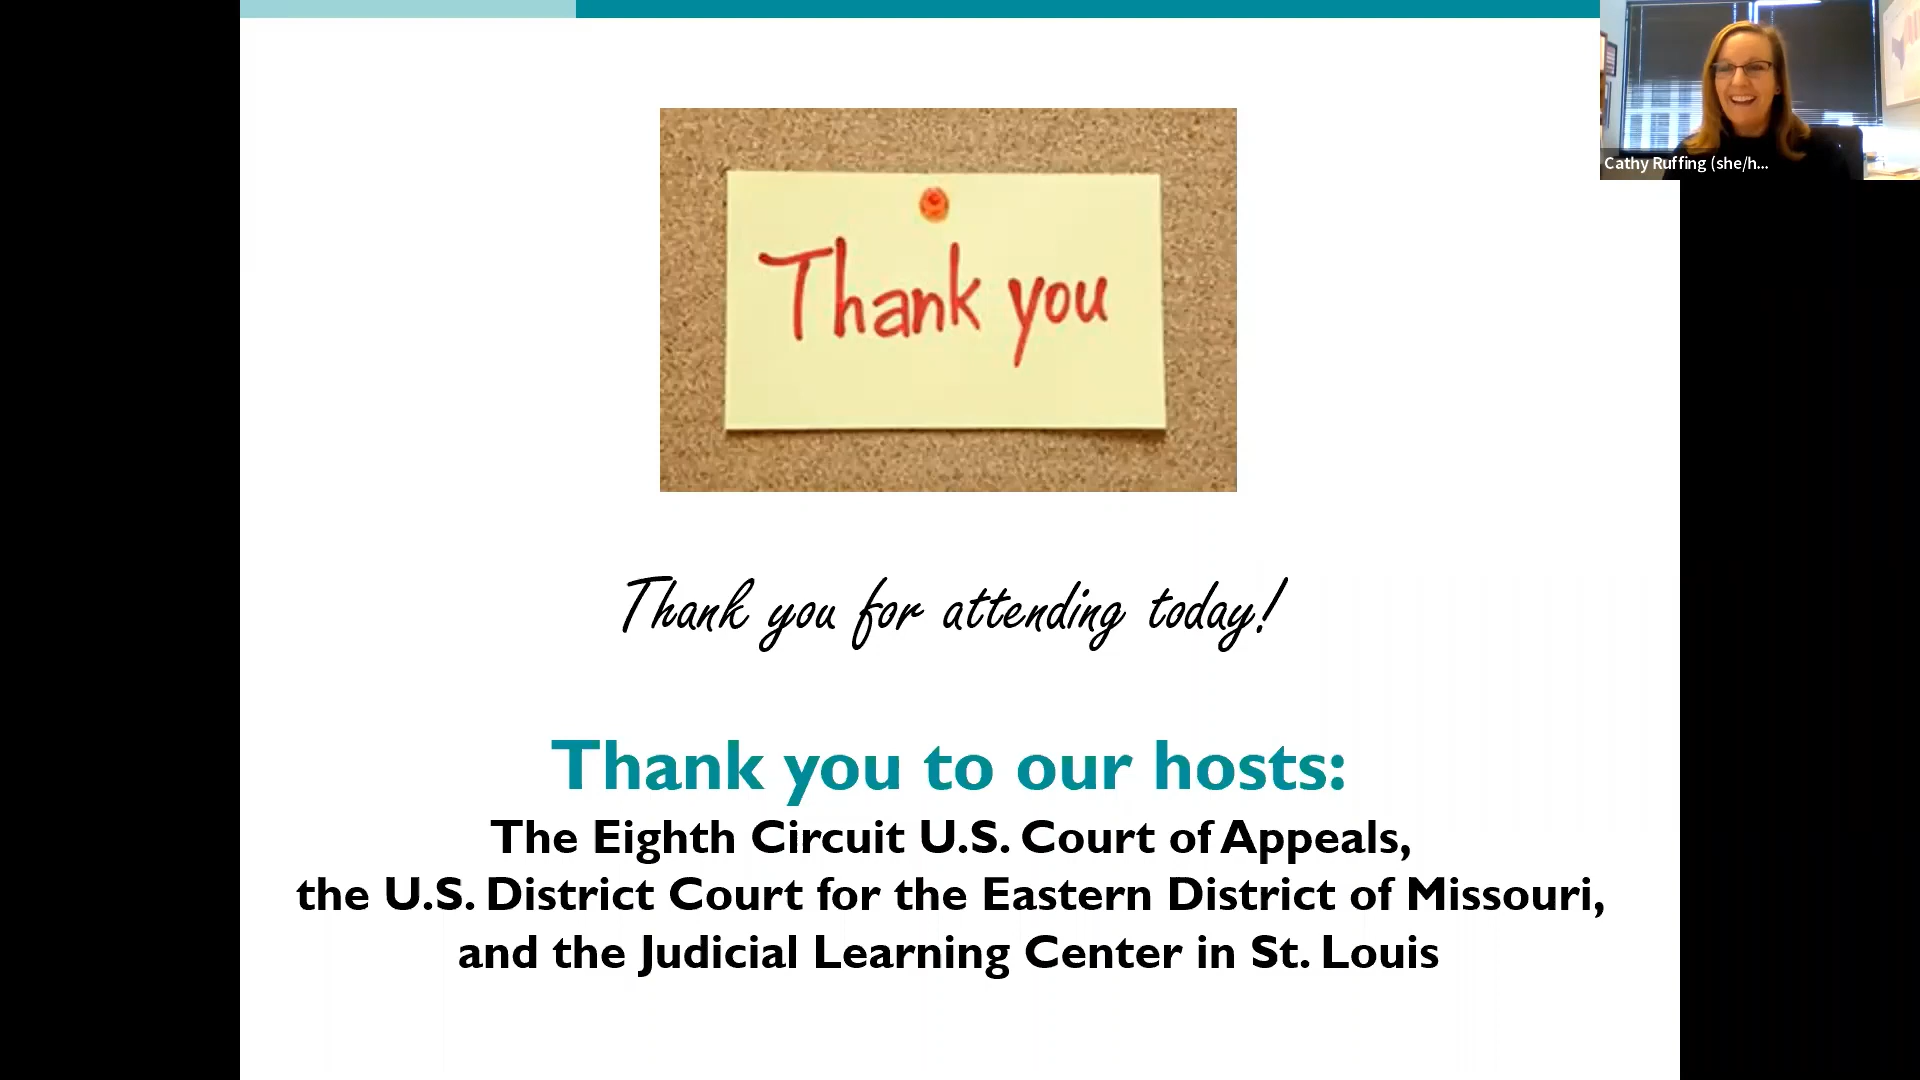 Cathy Ruffing (she/h...
Thank you
Thank you for attending today!
Thank you to our hosts:
The Eighth Circuit U.S. Court of Appeals,
the U.S. District Court for the Eastern District of Missouri,
and the Judicial Learning Center in St. Louis